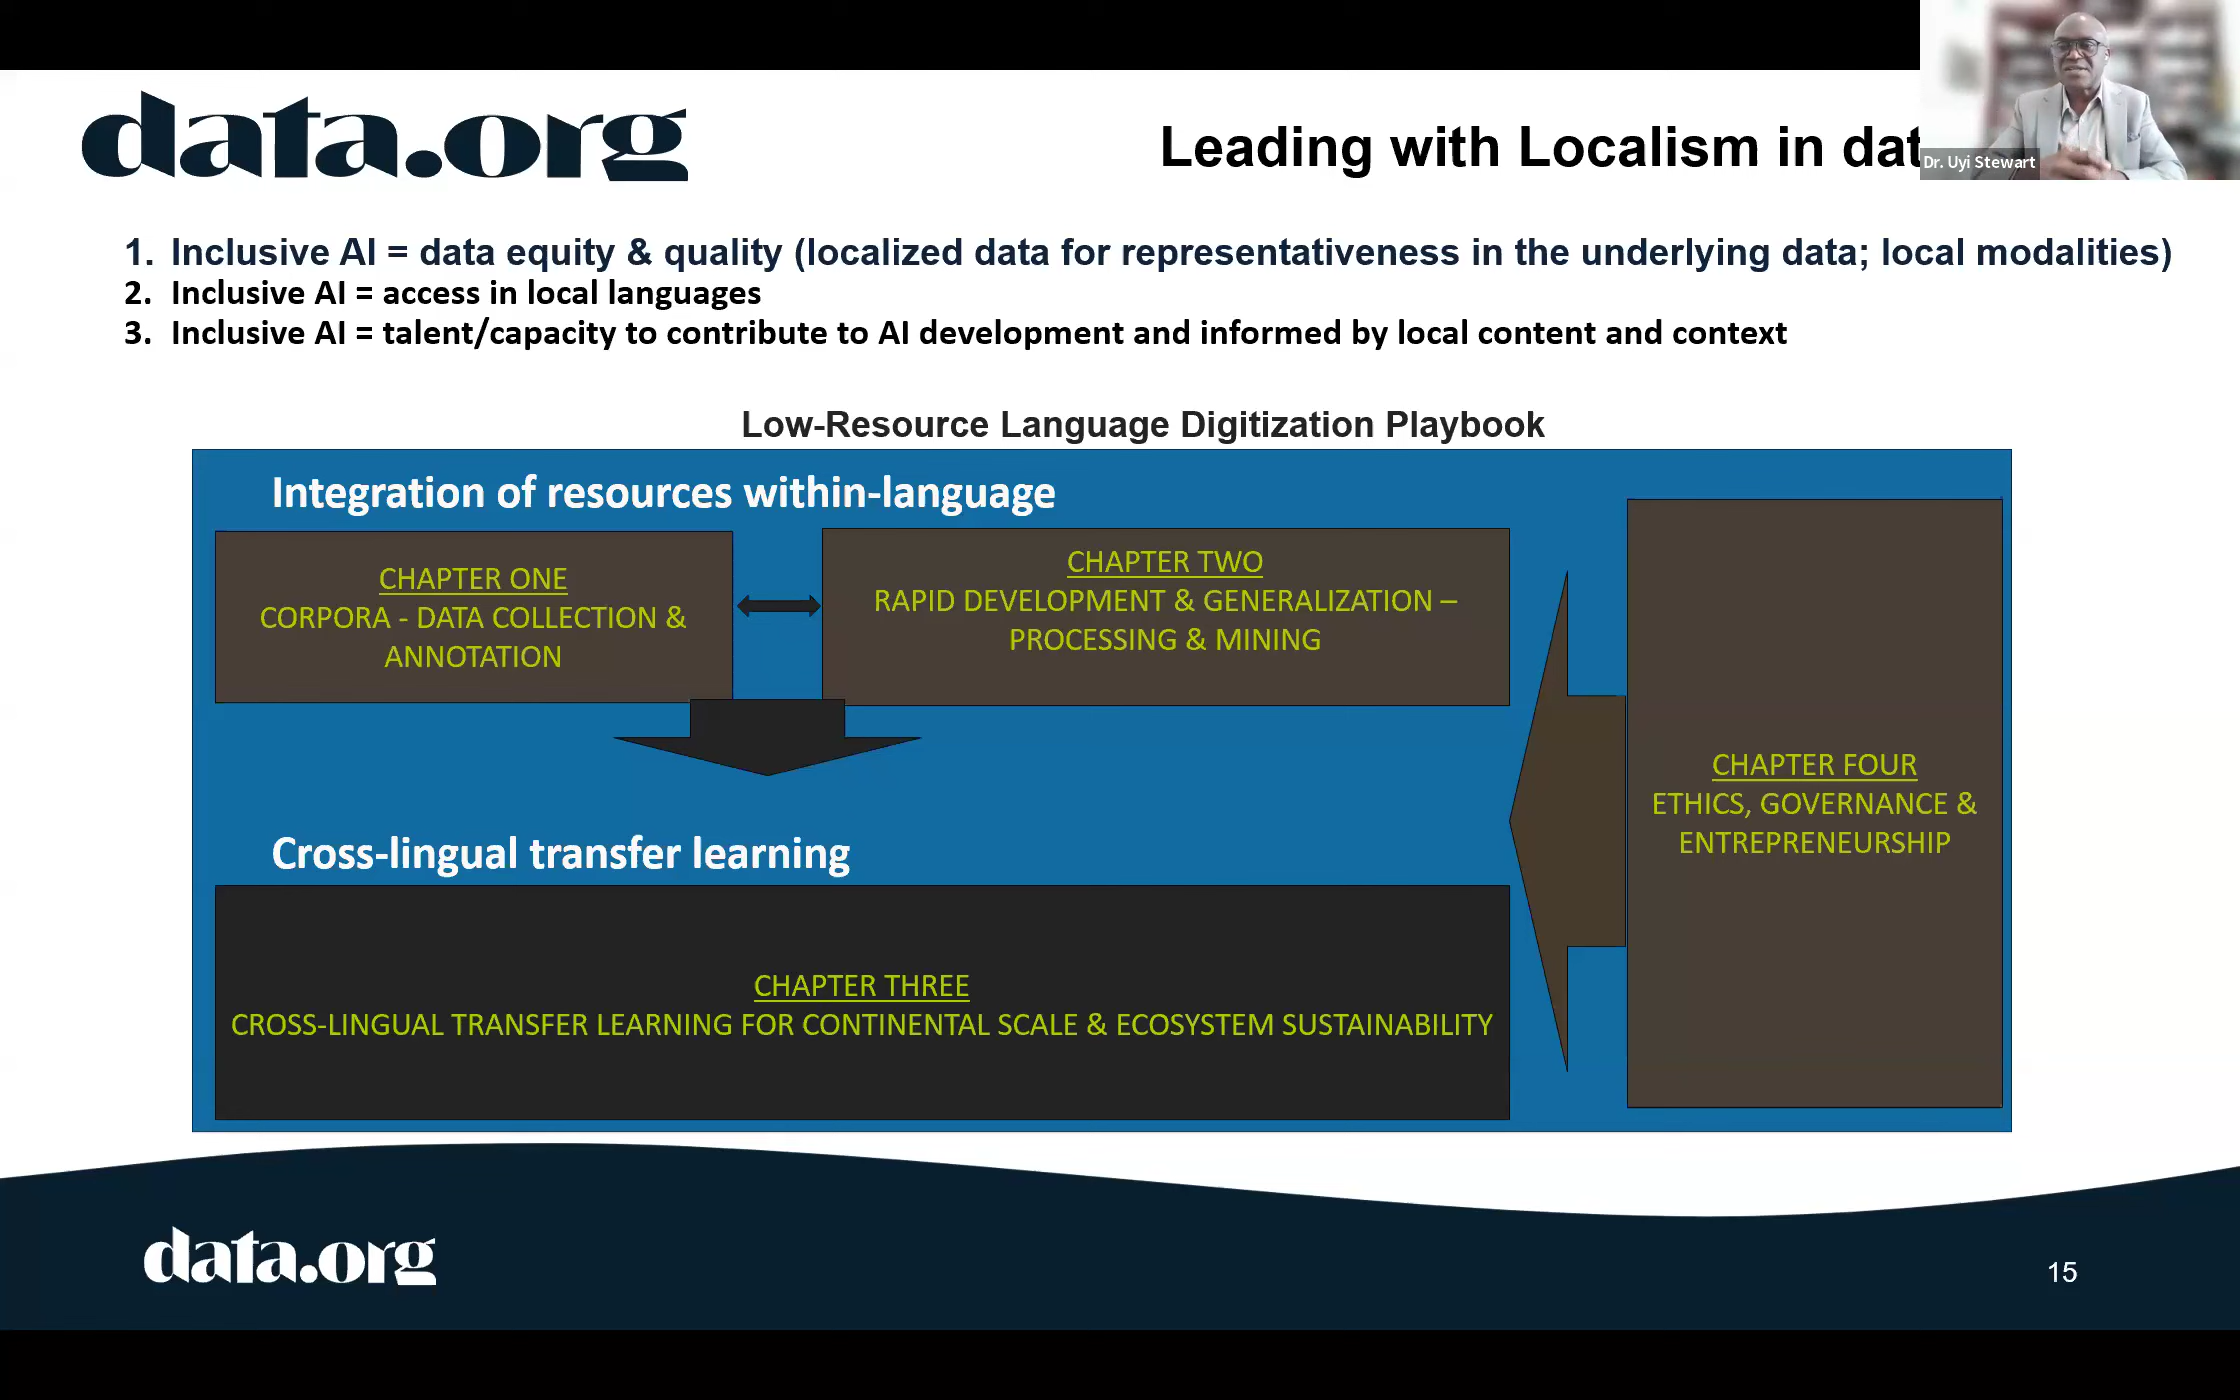 data.org
Leading with Localism in dat
Dr. Uyi Stewart
1. Inclusive AI = data equity & quality (localized data for representativeness in the underlying data; local modalities)
2. Inclusive AI = access in local languages
3. Inclusive AI = talent/capacity to contribute to AI development and informed by local content and context
Low-Resource Language Digitization Playbook
Integration of resources within-language
CHAPTER ONE
CORPORA - DATA COLLECTION &
ANNOTATION
CHAPTER TWO
RAPID DEVELOPMENT & GENERALIZATION –
PROCESSING & MINING
CHAPTER FOUR
ETHICS, GOVERNANCE &
ENTREPRENEURSHIP
Cross-lingual transfer learning
CHAPTER THREE
CROSS-LINGUAL TRANSFER LEARNING FOR CONTINENTAL SCALE & ECOSYSTEM SUSTAINABILITY
data.org
15